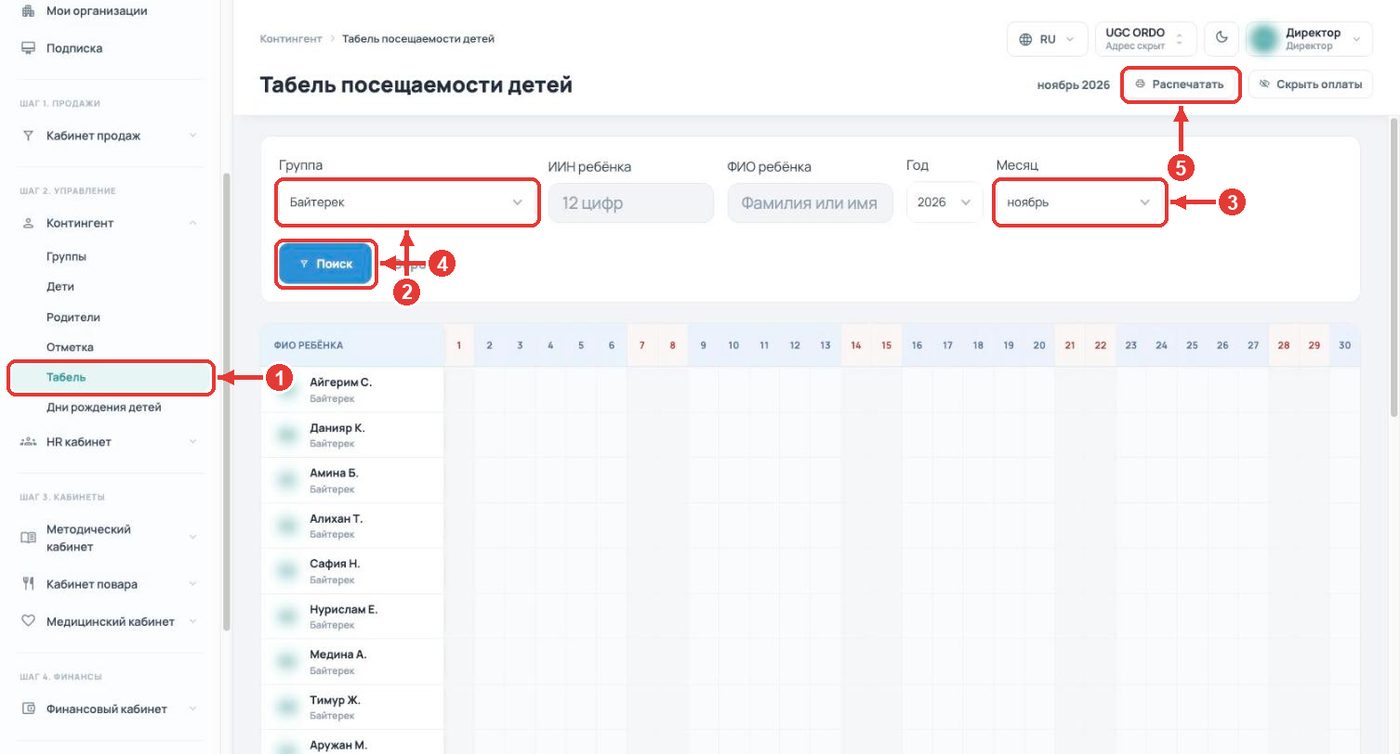 Мои организации
Подписка
ШАГ 1. ПРОДАЖИ
Кабинет продаж
ШАГ 2. УПРАВЛЕНИЕ
Контингент
Группы
Дети
Родители
Отметка
Табель
1
Дни рождения детей
HR кабинет
ШАГ 3. КАБИНЕТЫ
Методический
кабинет
Кабинет повара
Медицинский кабинет
ШАГ 4. ФИНАНСЫ
Финансовый кабинет
Контингент > Табель посещаемости детей
RU
UGC ORDO
Адрес скрыт
Директор
Директор
Табель посещаемости детей
ноябрь 2026
Распечатать
Скрыть оплаты
5
Группа
ИИН ребёнка
ФИО ребёнка
Год
Месяц
Байтерек
12 цифр
Фамилия или имя
2026
ноябрь
3
Поиск
4
2
ФИО РЕБЁНКА 1 2 3 4 5 6 7 8 9 10 11 12 13 14 15 16 17 18 19 20 21 22 23 24 25 26 27 28 29 30
Айгерим С.
Байтерек
Данияр К.
Байтерек
Амина Б.
Байтерек
Алихан Т.
Байтерек
Сафия Н.
Байтерек
Нурислам Е.
Байтерек
Медина А.
Байтерек
Тимур Ж.
Байтерек
Аружан М.